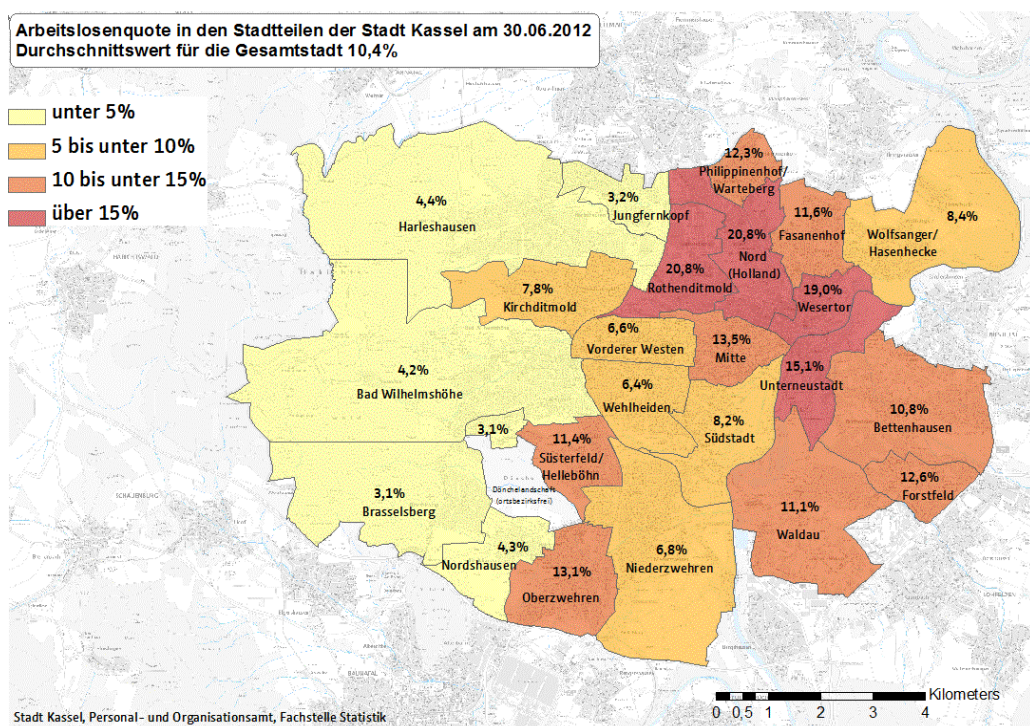 Arbeitslosenquote in den Stadtteilen der Stadt Kassel am 30.06.2012
Durchschnittswert für die Gesamtstadt 10,4%
unter 5%
5 bis unter 10%
10 bis unter 15%
über 15%
12,3%
Philippinenhof/
Warteberg
4,4%
Harleshausen
3,2%
Jungfernkopf
11,6%
Fasanenhof
8,4%
Wolfsanger/
Hasenhecke
20,8%
Nord
(Holland)
20,8%
Rothenditmold
7,8%
Kirchditmold
19,0%
Wesertor
6,6%
Vorderer Westen
13,5%
Mitte
4,2%
Bad Wilhelmshöhe
6,4%
Wehlheiden
15,1%
Unterneustadt
8,2%
Südstadt
10,8%
Bettenhausen
3,1%
11,4%
Süsterfeld/
Helleböhn
12,6%
Forstfeld
Dönchelandschaft
(ortsbezirksfrei)
3,1%
Brasselsberg
11,1%
Waldau
4,3%
Nordshausen
6,8%
Niederzwehren
13,1%
Oberzwehren
Kilometers
0 0,5 1 2 3 4
Stadt Kassel, Personal- und Organisationsamt, Fachstelle Statistik